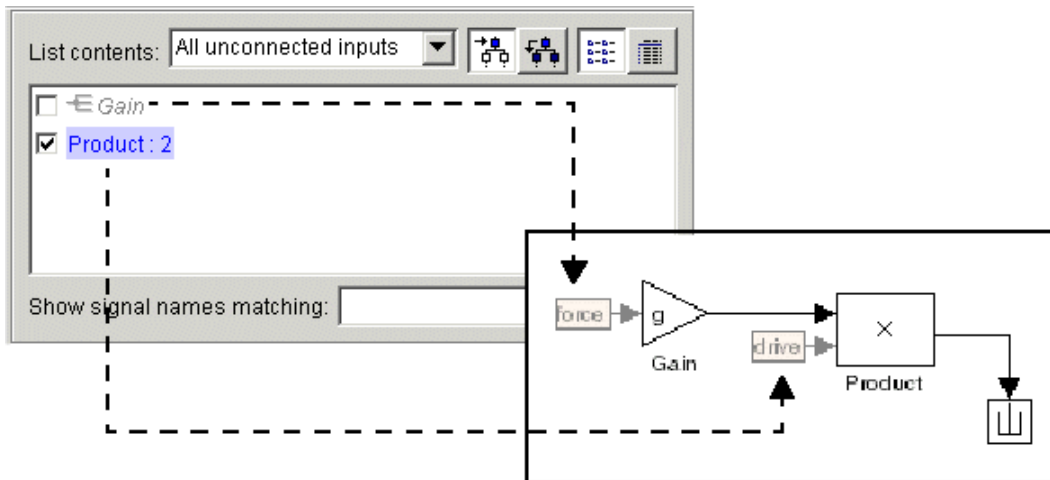 List contents: All unconnected inputs
Gain
Product : 2
Show signal names matching:
force
g
Gain
drive
×
Product